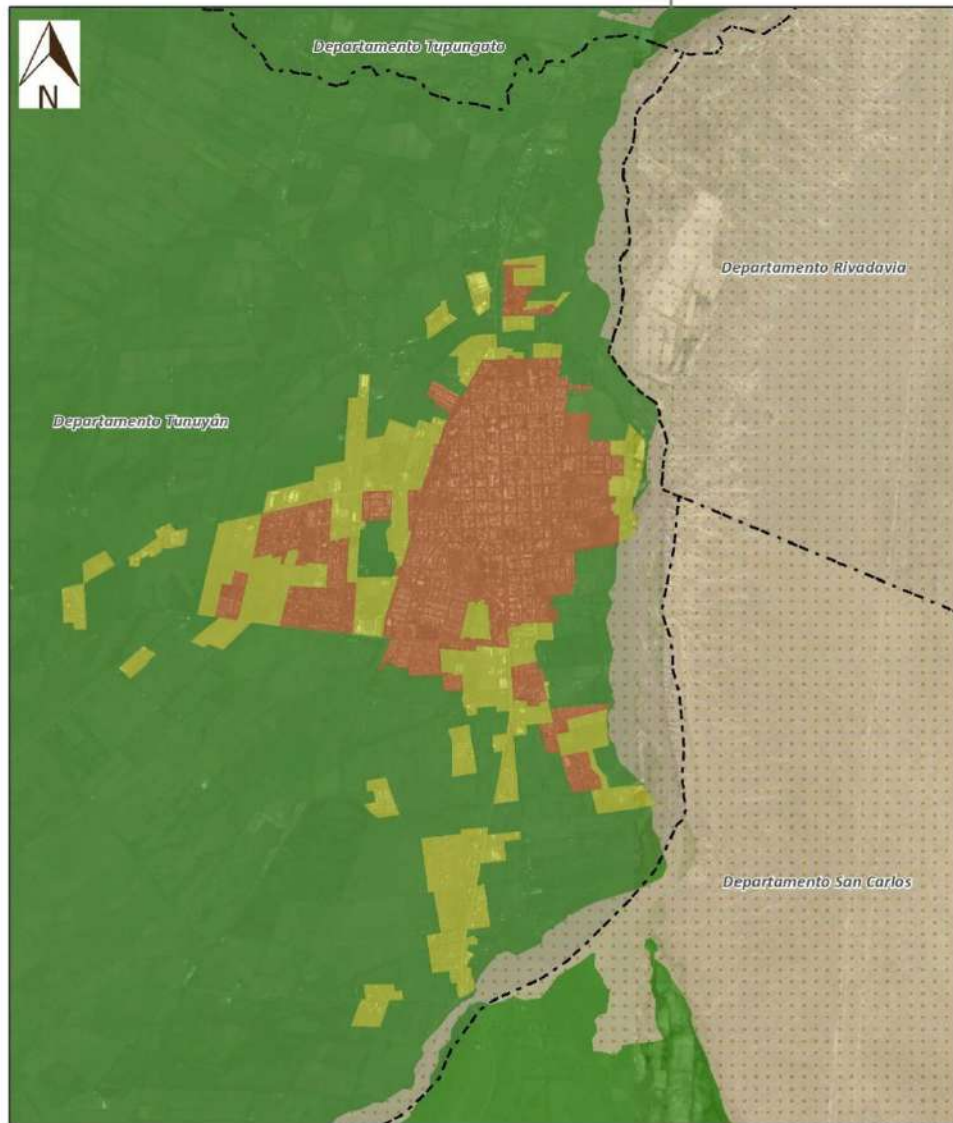 Departamento Tupungato
N
Departamento Rivadavia
Departamento Tunuyán
Departamento San Carlos